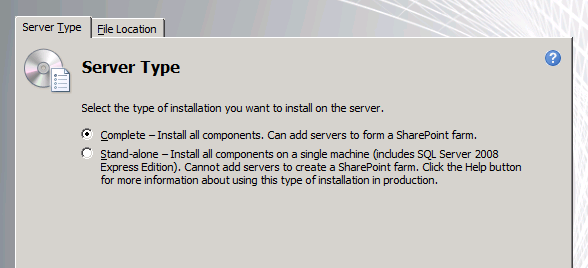 Server Type
File Location
Server Type
Select the type of installation you want to install on the server.
Complete – Install all components. Can add servers to form a SharePoint farm.
Stand-alone – Install all components on a single machine (includes SQL Server 2008
Express Edition). Cannot add servers to create a SharePoint farm. Click the Help button
for more information about using this type of installation in production.